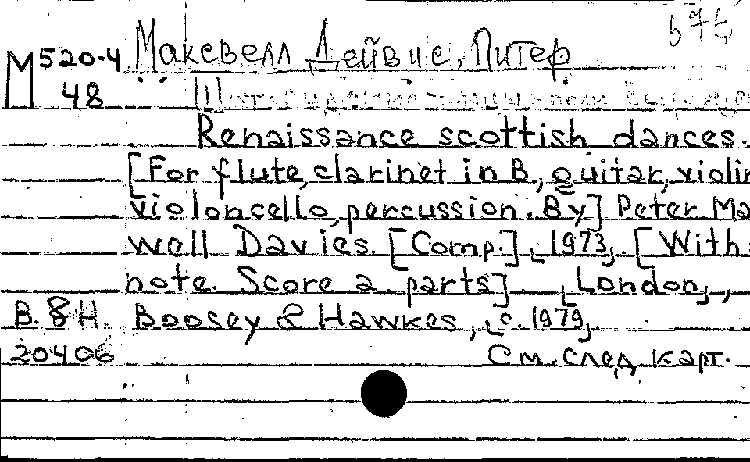 М520-4 Максвелл Дейвис, Питер
48
Renaissance scottish dances.
[For flute, clarinet in B, guitar, violin
violoncello, percussion. By] Peter Ma
well Davies. [Comp.], 1973, [With
note. Score a. parts] [London,,
B. & H. Boosey & Hawkes, c. 1979,
20406 См. след карт.